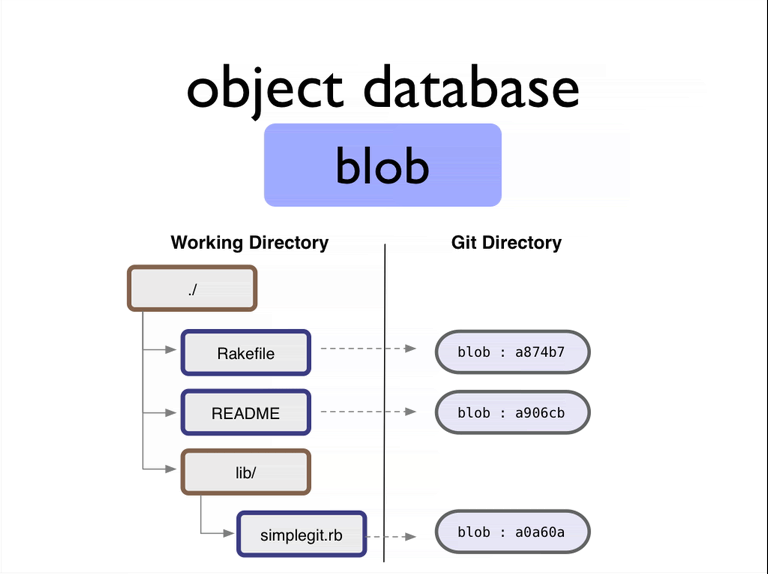 object database
blob
Working Directory
Git Directory
./
Rakefile
blob : a874b7
README
blob : a906cb
lib/
simplegit.rb
blob : a0a60a